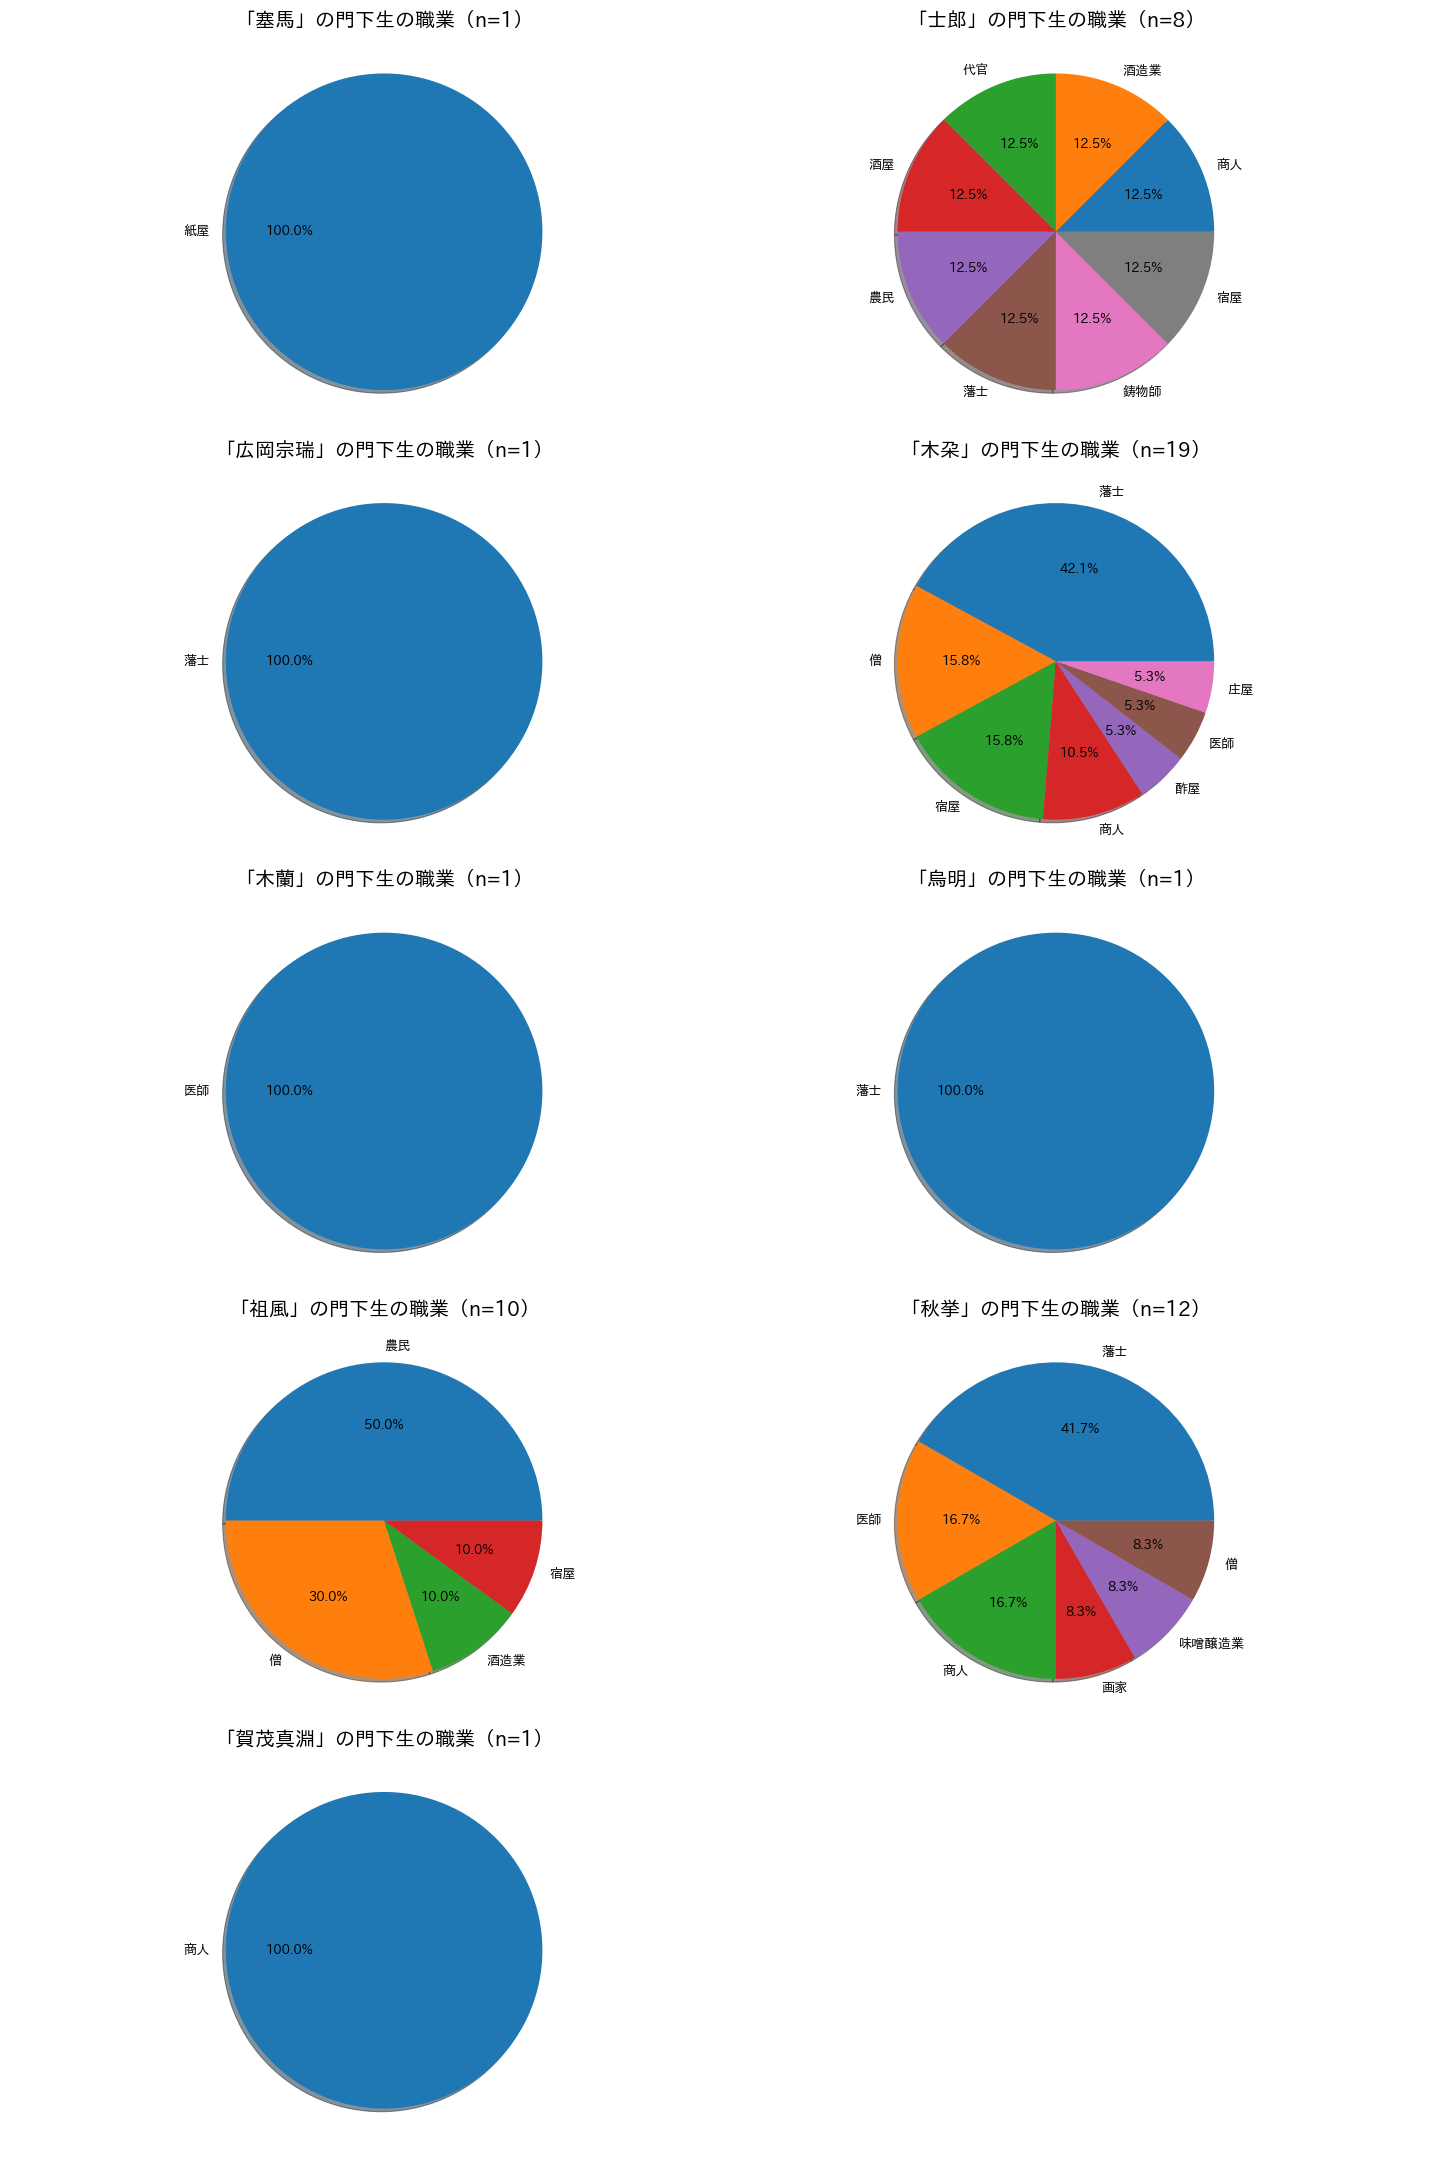 「塞馬」の門下生の職業（n=1）
紙屋
100.0%
「士郎」の門下生の職業（n=8）
代官
酒造業
12.5%
12.5%
酒屋
商人
12.5%
12.5%
12.5%
12.5%
農民
宿屋
12.5%
12.5%
藩士
鋳物師
「広岡宗瑞」の門下生の職業（n=1）
藩士
100.0%
「木朶」の門下生の職業（n=19）
藩士
42.1%
僧
15.8%
5.3%
庄屋
5.3%
5.3%
15.8%
医師
10.5%
酢屋
宿屋
商人
「木蘭」の門下生の職業（n=1）
医師
100.0%
「烏明」の門下生の職業（n=1）
藩士
100.0%
「祖風」の門下生の職業（n=10）
農民
50.0%
10.0%
宿屋
30.0%
10.0%
僧
酒造業
「秋挙」の門下生の職業（n=12）
藩士
41.7%
医師
16.7%
8.3%
僧
8.3%
16.7%
8.3%
味噌醸造業
商人
画家
「賀茂真淵」の門下生の職業（n=1）
商人
100.0%